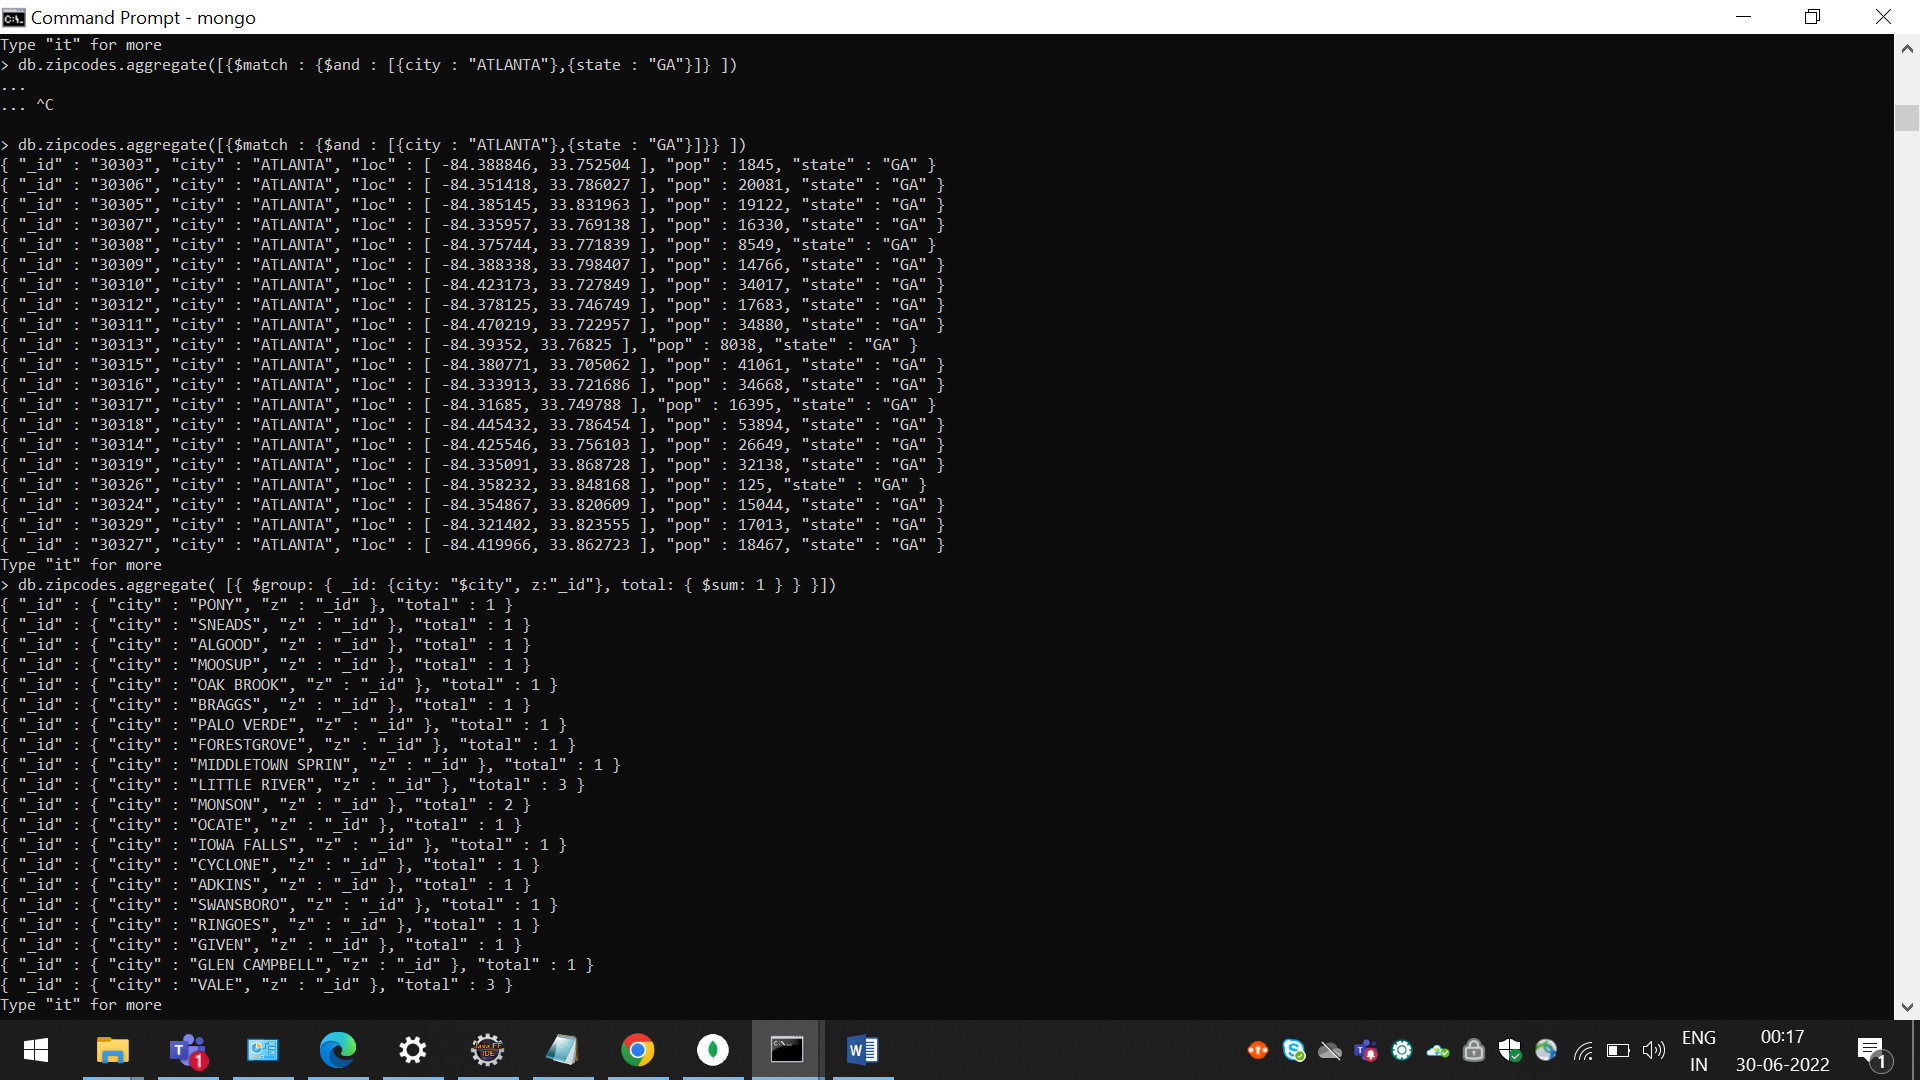 Command Prompt - mongo
Type "it" for more
> db.zipcodes.aggregate([{$match : {$and : [{city : "ATLANTA"},{state : "GA"}]} ])
...
... ^C
> db.zipcodes.aggregate([{$match : {$and : [{city : "ATLANTA"},{state : "GA"}]}} ])
{ "_id" : "30303", "city" : "ATLANTA", "loc" : [ -84.388846, 33.752504 ], "pop" : 1845, "state" : "GA" }
{ "_id" : "30306", "city" : "ATLANTA", "loc" : [ -84.351418, 33.786027 ], "pop" : 20081, "state" : "GA" }
{ "_id" : "30305", "city" : "ATLANTA", "loc" : [ -84.385145, 33.831963 ], "pop" : 19122, "state" : "GA" }
{ "_id" : "30307", "city" : "ATLANTA", "loc" : [ -84.335957, 33.769138 ], "pop" : 16330, "state" : "GA" }
{ "_id" : "30308", "city" : "ATLANTA", "loc" : [ -84.375744, 33.771839 ], "pop" : 8549, "state" : "GA" }
{ "_id" : "30309", "city" : "ATLANTA", "loc" : [ -84.388338, 33.798407 ], "pop" : 14766, "state" : "GA" }
{ "_id" : "30310", "city" : "ATLANTA", "loc" : [ -84.423173, 33.727849 ], "pop" : 34017, "state" : "GA" }
{ "_id" : "30312", "city" : "ATLANTA", "loc" : [ -84.378125, 33.746749 ], "pop" : 17683, "state" : "GA" }
{ "_id" : "30311", "city" : "ATLANTA", "loc" : [ -84.470219, 33.722957 ], "pop" : 34880, "state" : "GA" }
{ "_id" : "30313", "city" : "ATLANTA", "loc" : [ -84.39352, 33.76825 ], "pop" : 8038, "state" : "GA" }
{ "_id" : "30315", "city" : "ATLANTA", "loc" : [ -84.380771, 33.705062 ], "pop" : 41061, "state" : "GA" }
{ "_id" : "30316", "city" : "ATLANTA", "loc" : [ -84.333913, 33.721686 ], "pop" : 34668, "state" : "GA" }
{ "_id" : "30317", "city" : "ATLANTA", "loc" : [ -84.31685, 33.749788 ], "pop" : 16395, "state" : "GA" }
{ "_id" : "30318", "city" : "ATLANTA", "loc" : [ -84.445432, 33.786454 ], "pop" : 53894, "state" : "GA" }
{ "_id" : "30314", "city" : "ATLANTA", "loc" : [ -84.425546, 33.756103 ], "pop" : 26649, "state" : "GA" }
{ "_id" : "30319", "city" : "ATLANTA", "loc" : [ -84.335091, 33.868728 ], "pop" : 32138, "state" : "GA" }
{ "_id" : "30326", "city" : "ATLANTA", "loc" : [ -84.358232, 33.848168 ], "pop" : 125, "state" : "GA" }
{ "_id" : "30324", "city" : "ATLANTA", "loc" : [ -84.354867, 33.820609 ], "pop" : 15044, "state" : "GA" }
{ "_id" : "30329", "city" : "ATLANTA", "loc" : [ -84.321402, 33.823555 ], "pop" : 17013, "state" : "GA" }
{ "_id" : "30327", "city" : "ATLANTA", "loc" : [ -84.419966, 33.862723 ], "pop" : 18467, "state" : "GA" }
Type "it" for more
> db.zipcodes.aggregate( [{ $group: { _id: {city: "$city", z:"_id"}, total: { $sum: 1 } } }])
{ "_id" : { "city" : "PONY", "z" : "_id" }, "total" : 1 }
{ "_id" : { "city" : "SNEADS", "z" : "_id" }, "total" : 1 }
{ "_id" : { "city" : "ALGOOD", "z" : "_id" }, "total" : 1 }
{ "_id" : { "city" : "MOOSUP", "z" : "_id" }, "total" : 1 }
{ "_id" : { "city" : "OAK BROOK", "z" : "_id" }, "total" : 1 }
{ "_id" : { "city" : "BRAGGS", "z" : "_id" }, "total" : 1 }
{ "_id" : { "city" : "PALO VERDE", "z" : "_id" }, "total" : 1 }
{ "_id" : { "city" : "FORESTGROVE", "z" : "_id" }, "total" : 1 }
{ "_id" : { "city" : "MIDDLETOWN SPRIN", "z" : "_id" }, "total" : 1 }
{ "_id" : { "city" : "LITTLE RIVER", "z" : "_id" }, "total" : 3 }
{ "_id" : { "city" : "MONSON", "z" : "_id" }, "total" : 2 }
{ "_id" : { "city" : "OCATE", "z" : "_id" }, "total" : 1 }
{ "_id" : { "city" : "IOWA FALLS", "z" : "_id" }, "total" : 1 }
{ "_id" : { "city" : "CYCLONE", "z" : "_id" }, "total" : 1 }
{ "_id" : { "city" : "ADKINS", "z" : "_id" }, "total" : 1 }
{ "_id" : { "city" : "SWANSBORO", "z" : "_id" }, "total" : 1 }
{ "_id" : { "city" : "RINGOES", "z" : "_id" }, "total" : 1 }
{ "_id" : { "city" : "GIVEN", "z" : "_id" }, "total" : 1 }
{ "_id" : { "city" : "GLEN CAMPBELL", "z" : "_id" }, "total" : 1 }
{ "_id" : { "city" : "VALE", "z" : "_id" }, "total" : 3 }
Type "it" for more
ENG 00:17
IN 30-06-2022
1
1